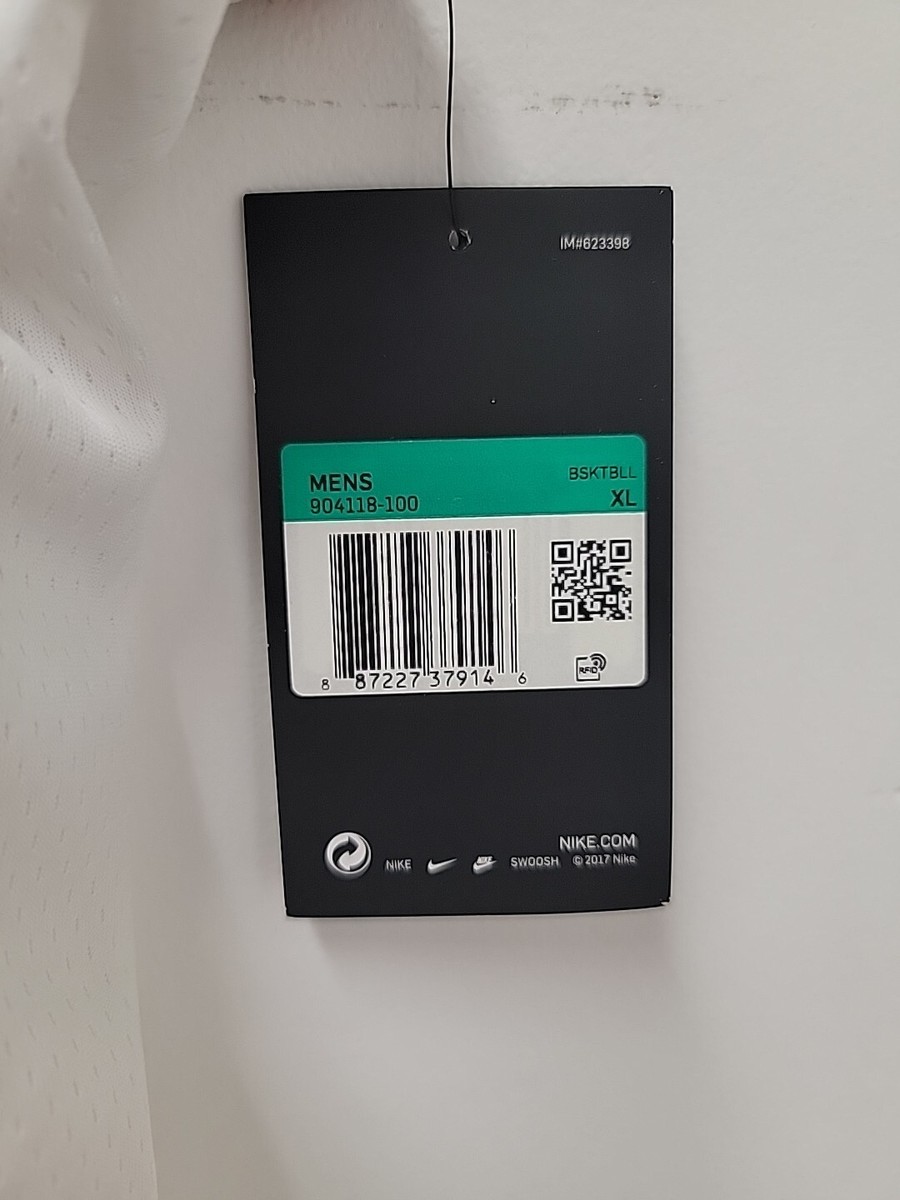 IM#623398
MENS
BSKTBLL
904118-100
XL
8 87227 37914 6
RFID
NIKE.COM
NIKE SWOOSH © 2017 Nike